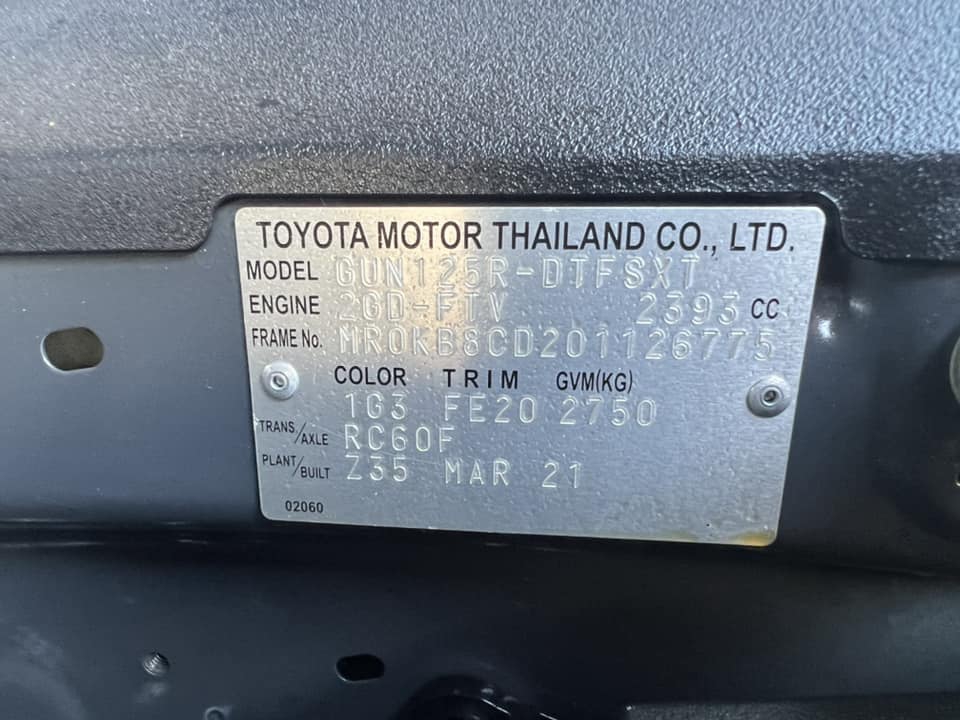 TOYOTA MOTOR THAILAND CO., LTD.
MODEL GUN125R-DTFSXT
ENGINE 2GD-FTV 2393 CC
FRAME No. MR0KB8CD201126775
COLOR TRIM GVM(KG)
1G3 FE20 2750
TRANS/AXLE RC60F
PLANT/BUILT Z35 MAR 21
02060